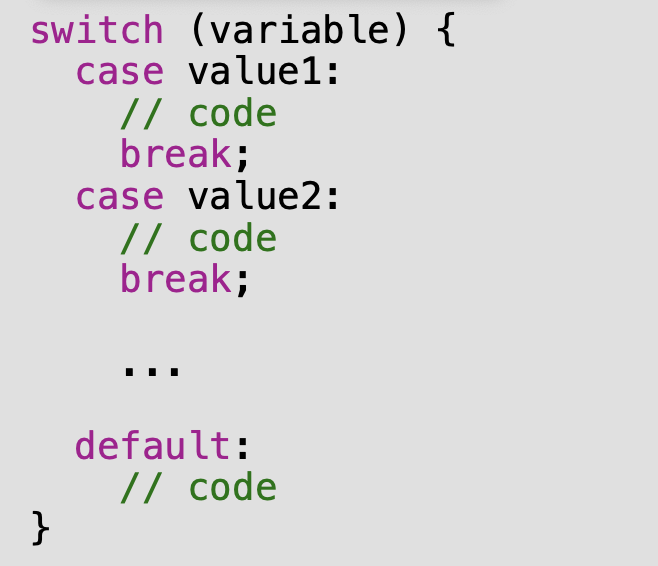 switch (variable) {
  case value1:
    // code
    break;
  case value2:
    // code
    break;

    ...

  default:
    // code
}